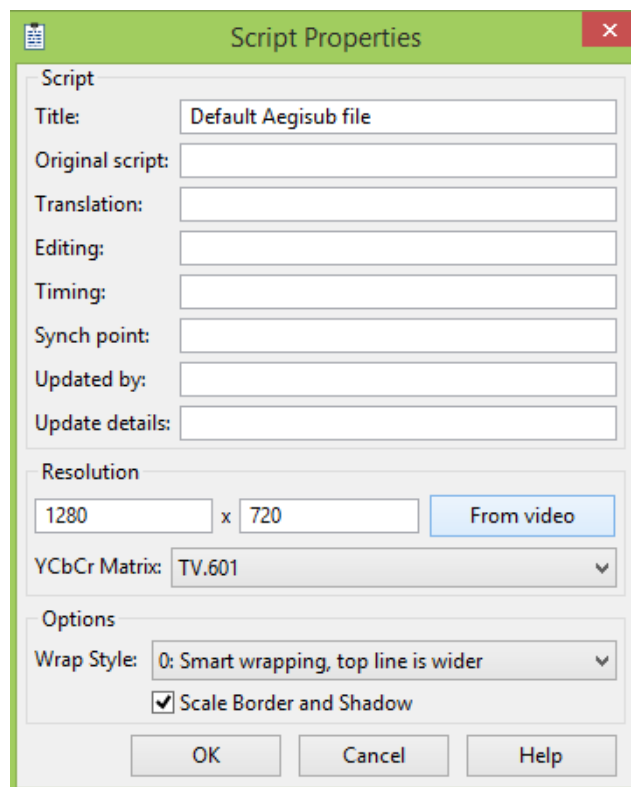 Script Properties
Script
Title: Default Aegisub file
Original script:
Translation:
Editing:
Timing:
Synch point:
Updated by:
Update details:
Resolution
1280 x 720 From video
YCbCr Matrix: TV.601
Options
Wrap Style: 0: Smart wrapping, top line is wider
Scale Border and Shadow
OK Cancel Help